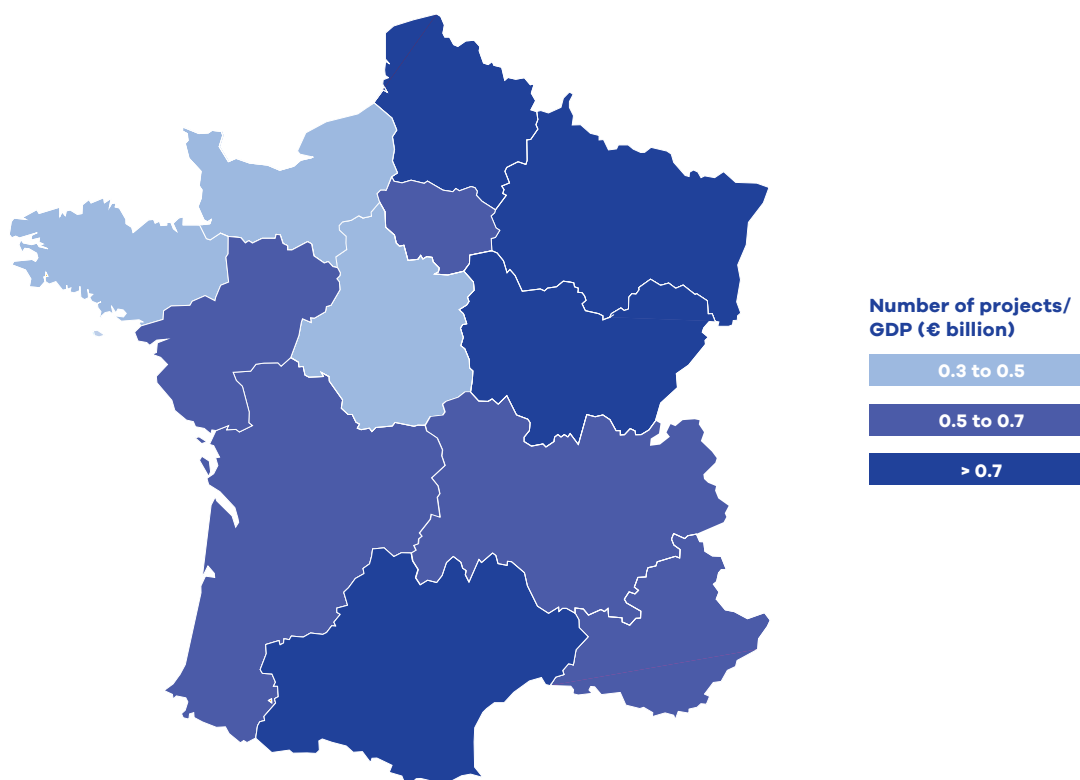 Number of projects/
GDP (€ billion)
0.3 to 0.5
0.5 to 0.7
> 0.7